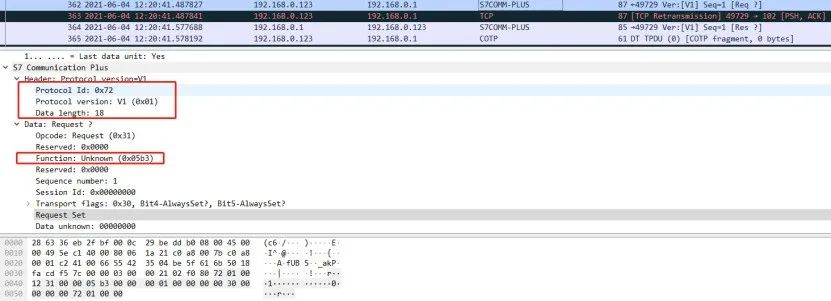 362 2021-06-04 12:20:41.487827 192.168.0.123 192.168.0.1 S7COMM-PLUS 87 →49729 Ver:[V1] Seq=1 [Req ?]
363 2021-06-04 12:20:41.487841 192.168.0.123 192.168.0.1 TCP 87 [TCP Retransmission] 49729 → 102 [PSH, ACK]
364 2021-06-04 12:20:41.577688 192.168.0.1 192.168.0.123 S7COMM-PLUS 85 →49729 Ver:[V1] Seq=1 [Res ?]
365 2021-06-04 12:20:41.578192 192.168.0.123 192.168.0.1 COTP 61 DT TPDU (0) [COTP fragment, 0 bytes]
1... .... = Last data unit: Yes
S7 Communication Plus
Header: Protocol version=V1
Protocol Id: 0x72
Protocol version: V1 (0x01)
Data length: 18
Data: Request ?
Opcode: Request (0x31)
Reserved: 0x0000
Function: Unknown (0x05b3)
Reserved: 0x0000
Sequence number: 1
Session Id: 0x00000000
Transport flags: 0x30, Bit4-AlwaysSet?, Bit5-AlwaysSet?
Request Set
Data unknown: 00000000
0000 28 63 36 eb 2f bf 00 0c 29 be dd b0 08 00 45 00 (c6·/··· )·····E·
0010 00 49 5e c1 40 00 80 06 1a 21 c0 a8 00 7b c0 a8 ·I^·@··· ·!···{··
0020 00 01 c2 41 00 66 55 42 35 04 be 5f 61 6b 50 18 ···A·fUB 5··_akP·
0030 fa cd f5 7c 00 00 03 00 00 21 02 f0 80 72 01 00 ···|···· ·!···r··
0040 12 31 00 00 05 b3 00 00 00 01 00 00 00 00 30 00 ·1······ ······0·
0050 00 00 00 72 01 00 00 ···r···